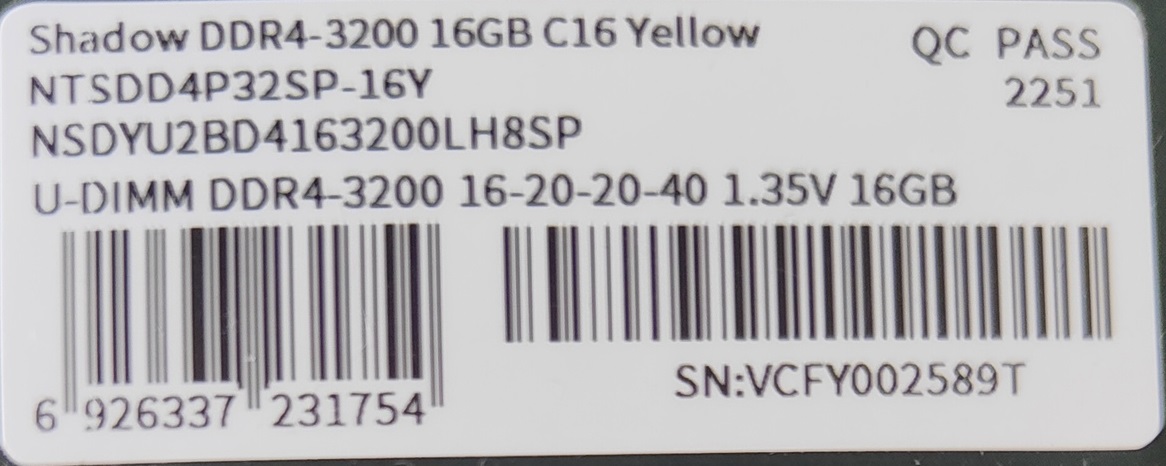 Shadow DDR4-3200 16GB C16 Yellow
QC PASS
NTSDD4P32SP-16Y
2251
NSDYU2BD4163200LH8SP
U-DIMM DDR4-3200 16-20-20-40 1.35V 16GB
SN:VCFY002589T
6 926337 231754